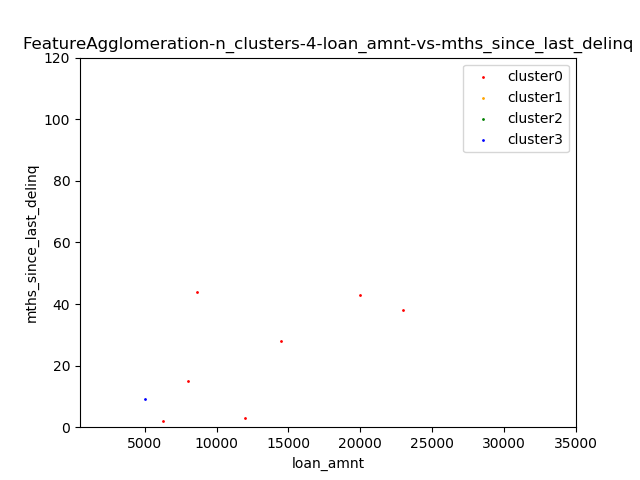 FeatureAgglomeration-n_clusters-4-loan_amnt-vs-mths_since_last_delinq
120
100
80
60
40
20
0
mths_since_last_delinq
cluster0
cluster1
cluster2
cluster3
5000 10000 15000 20000 25000 30000 35000
loan_amnt